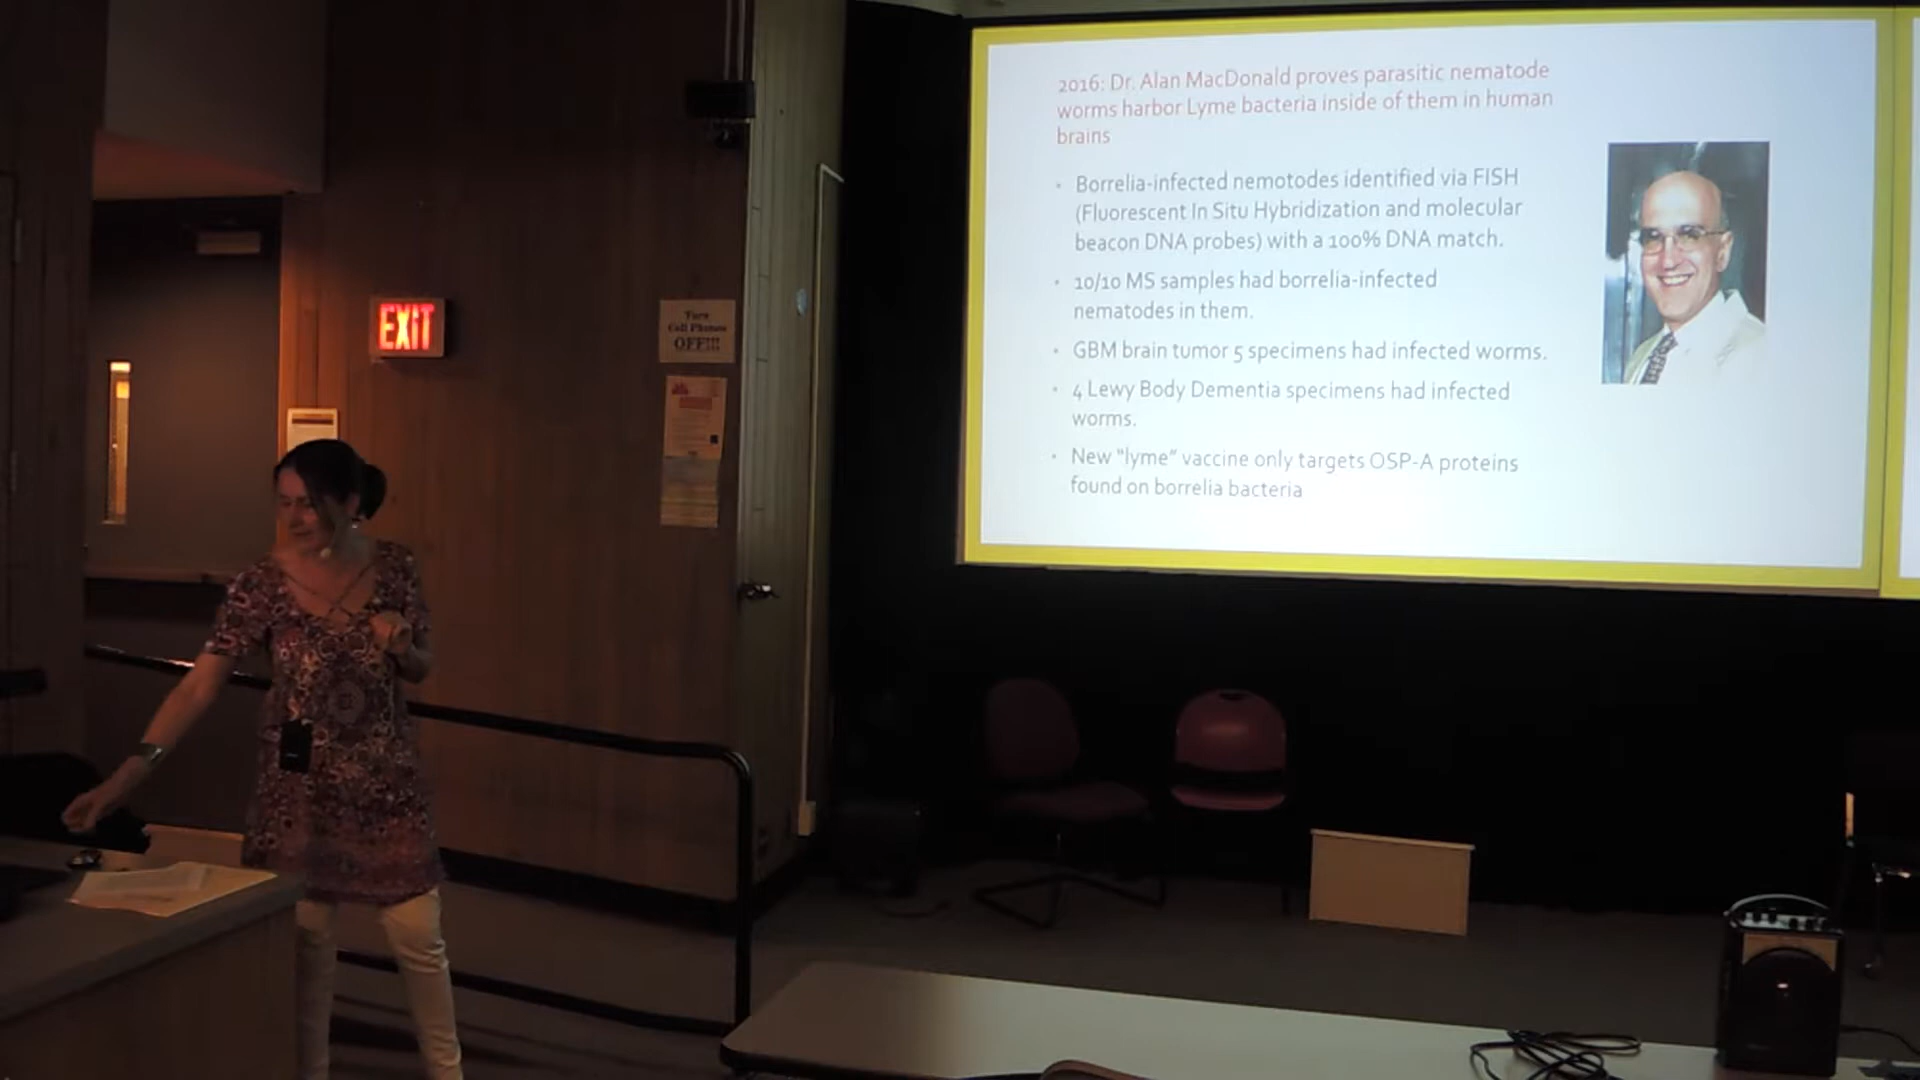 2016: Dr. Alan MacDonald proves parasitic nematode
worms harbor Lyme bacteria inside of them in human
brains
Borrelia-infected nemotodes identified via FISH
(Fluorescent In Situ Hybridization and molecular
beacon DNA probes) with a 100% DNA match.
10/10 MS samples had borrelia-infected
nematodes in them.
GBM brain tumor 5 specimens had infected worms.
4 Lewy Body Dementia specimens had infected
worms.
New "lyme" vaccine only targets OSP-A proteins
found on borrelia bacteria
EXIT
Turn
Cell Phones
OFF!!!